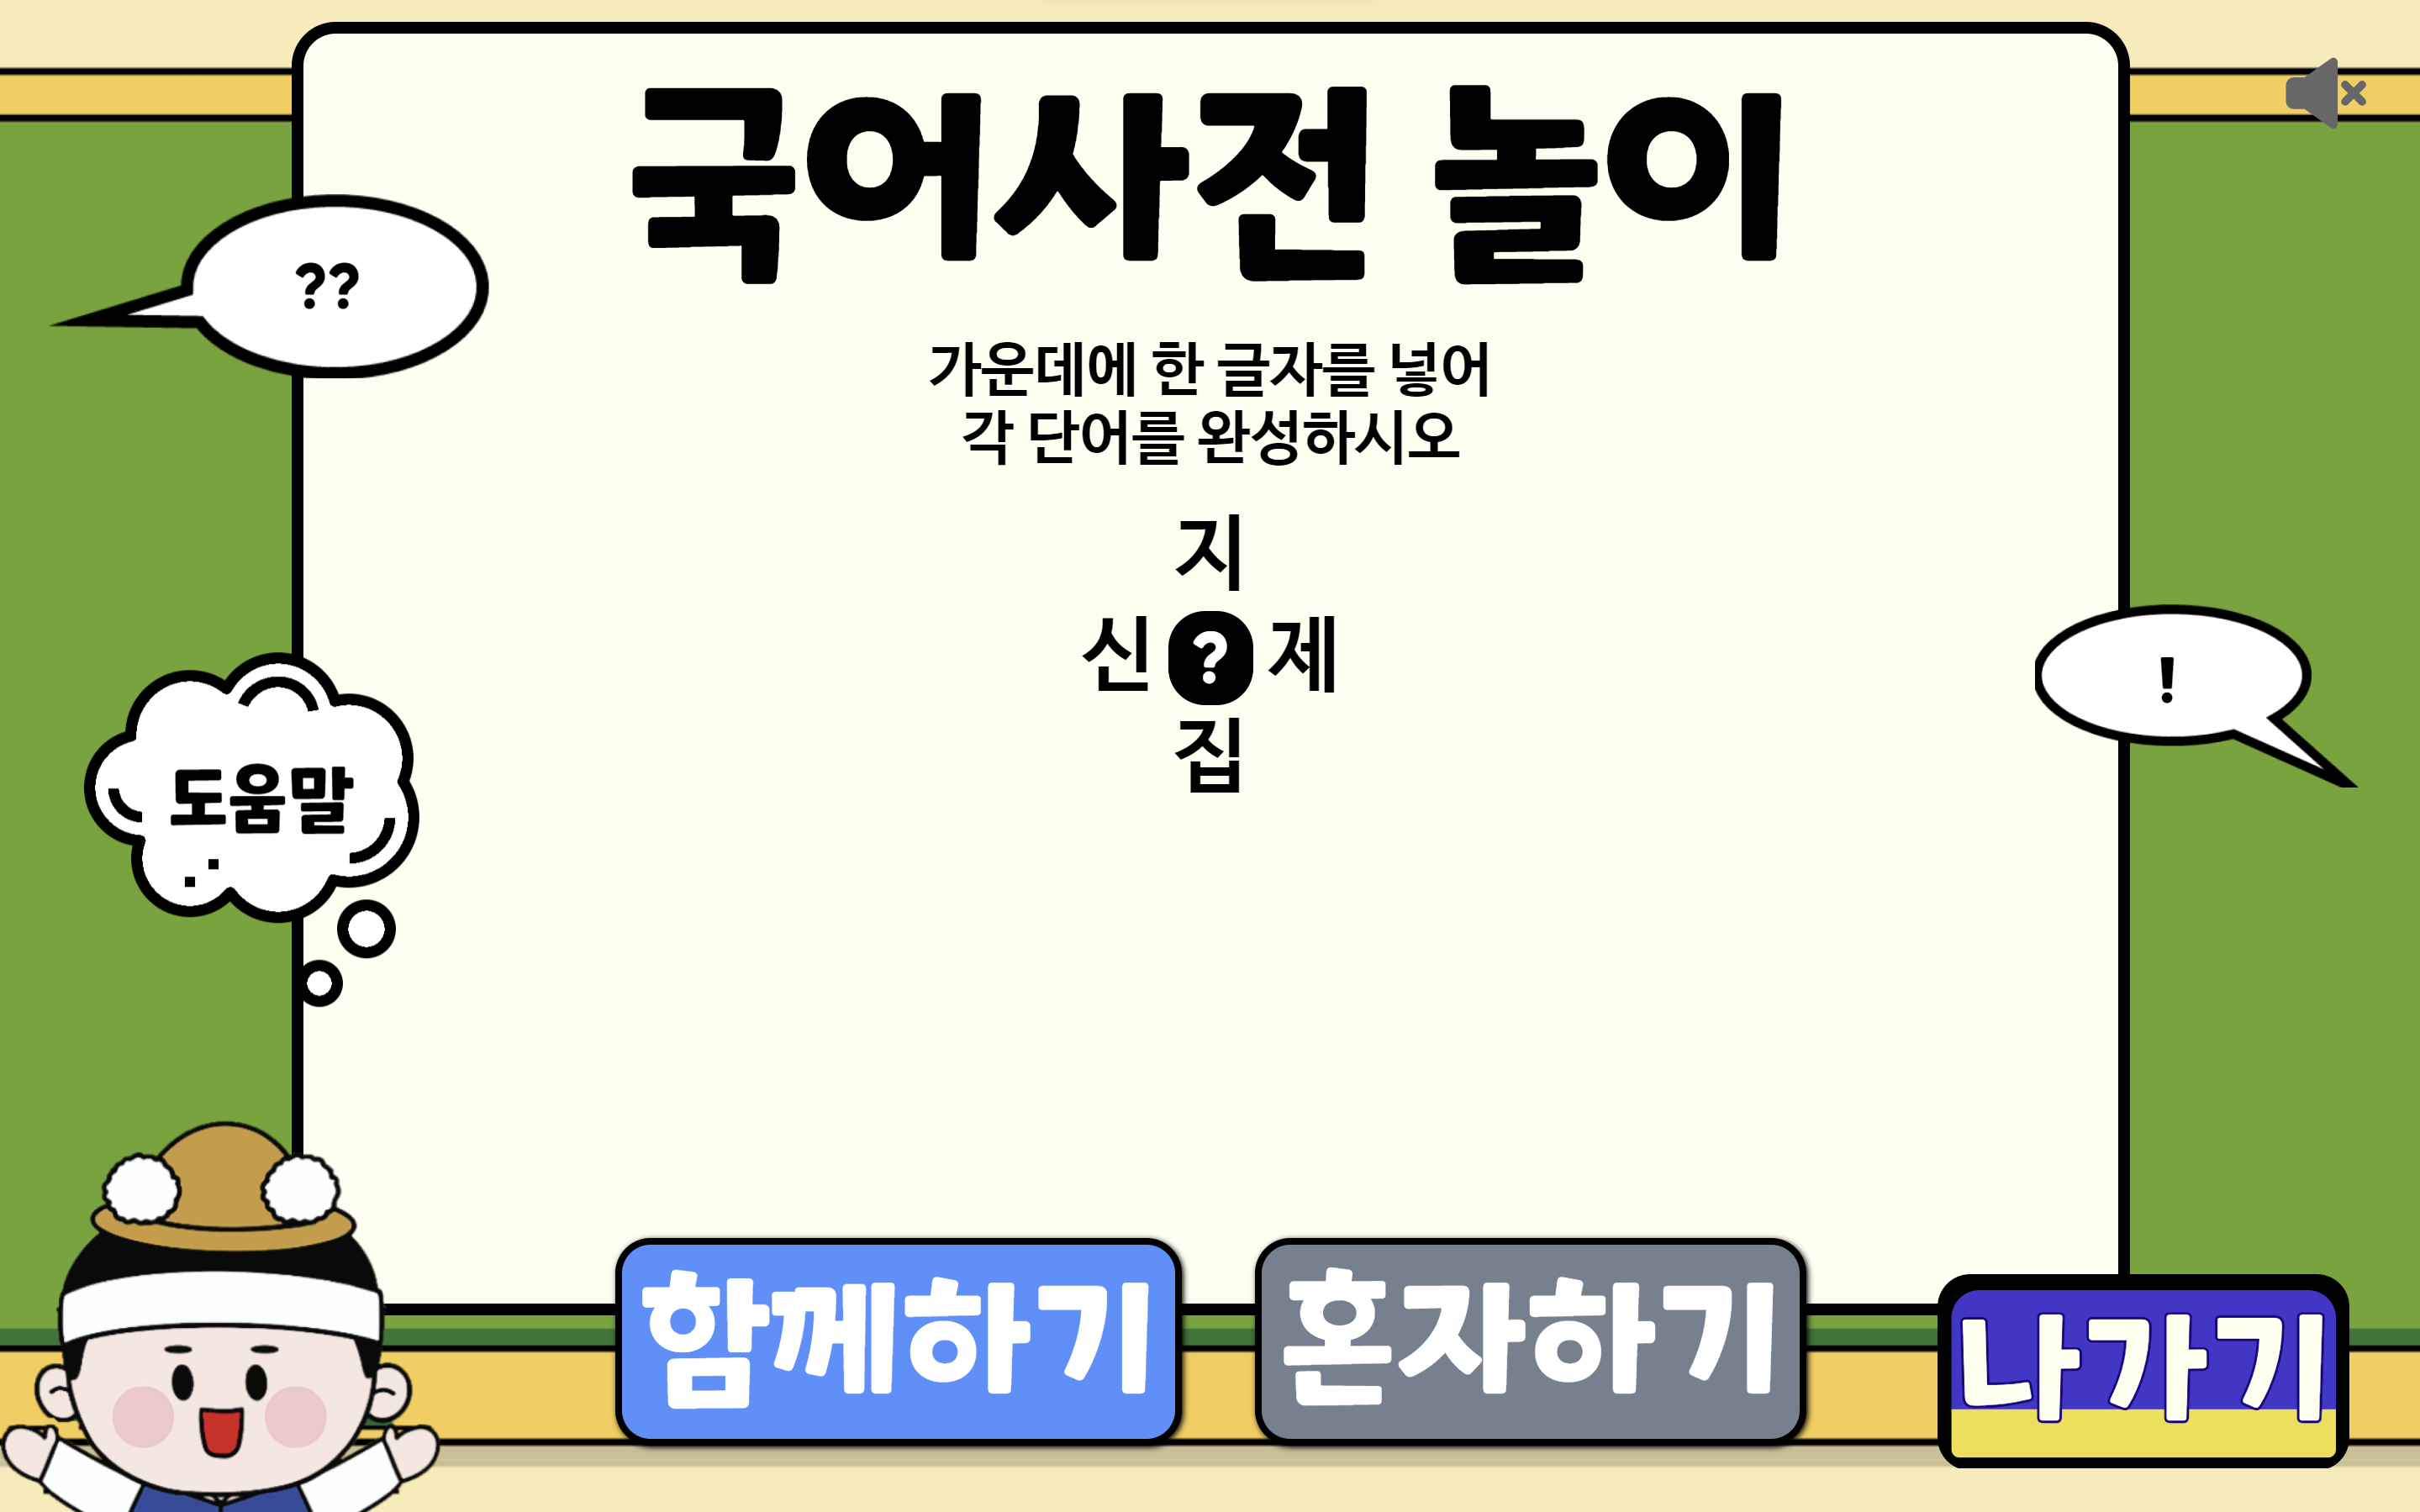 국어사전 놀이
??
가운데에 한 글자를 넣어
각 단어를 완성하시오
지
신 ? 제
집
!
도움말
함께하기
혼자하기
나가기